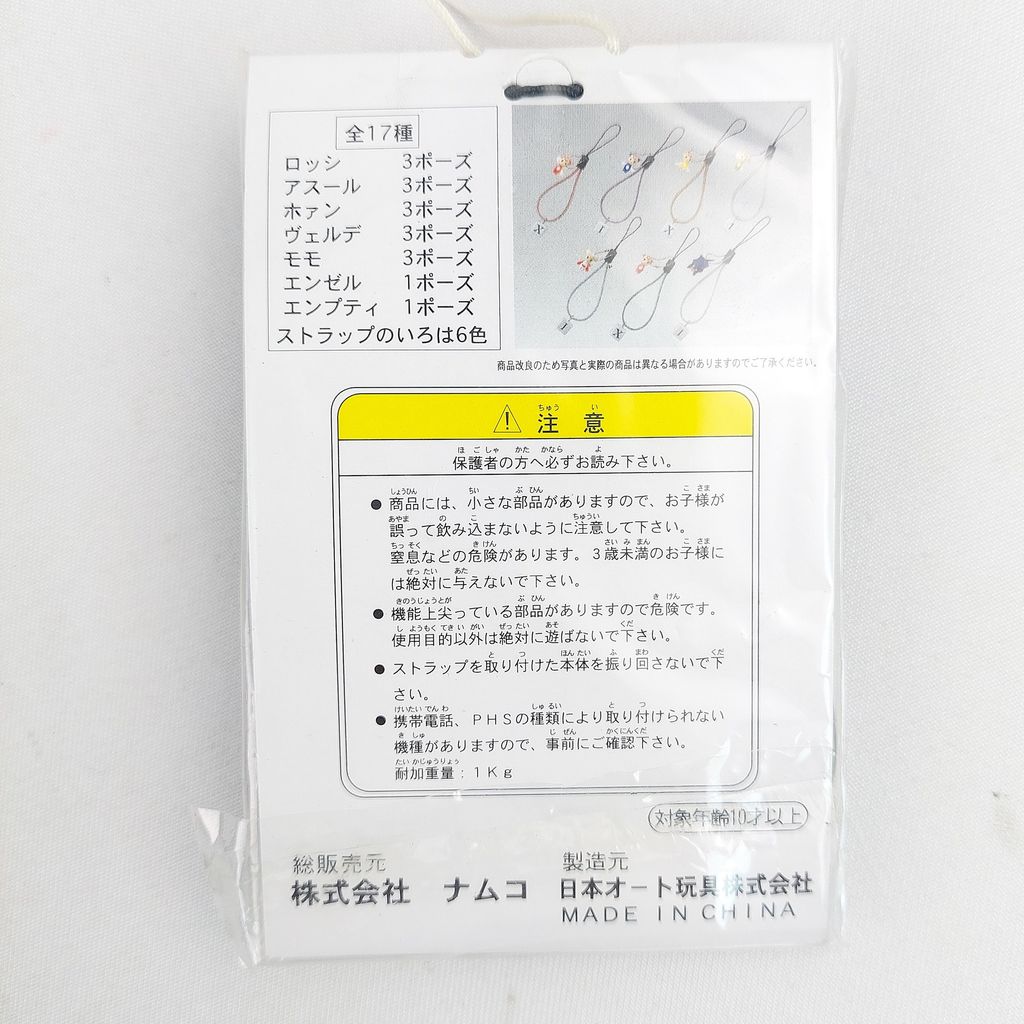 全17種
ロッシ 3ポーズ
アスール 3ポーズ
ホァン 3ポーズ
ヴェルデ 3ポーズ
モモ 3ポーズ
エンゼル 1ポーズ
エンプティ 1ポーズ
ストラップのいろは6色
商品改良のため写真と実際の商品は異なる場合がありますのでご了承ください。
注意
保護者の方へ必ずお読み下さい。
●商品には、小さな部品がありますので、お子様が
誤って飲み込まないように注意して下さい。
窒息などの危険があります。3歳未満のお子様に
は絶対に与えないで下さい。
●機能上尖っている部品がありますので危険です。
使用目的以外は絶対に遊ばないで下さい。
●ストラップを取り付けた本体を振り回さないで下
さい。
●携帯電話、PHSの種類により取り付けられない
機種がありますので、事前にご確認下さい。
耐加重量:1Kg
対象年齢10才以上
総販売元
株式会社 ナムコ
製造元
日本オート玩具株式会社
MADE IN CHINA